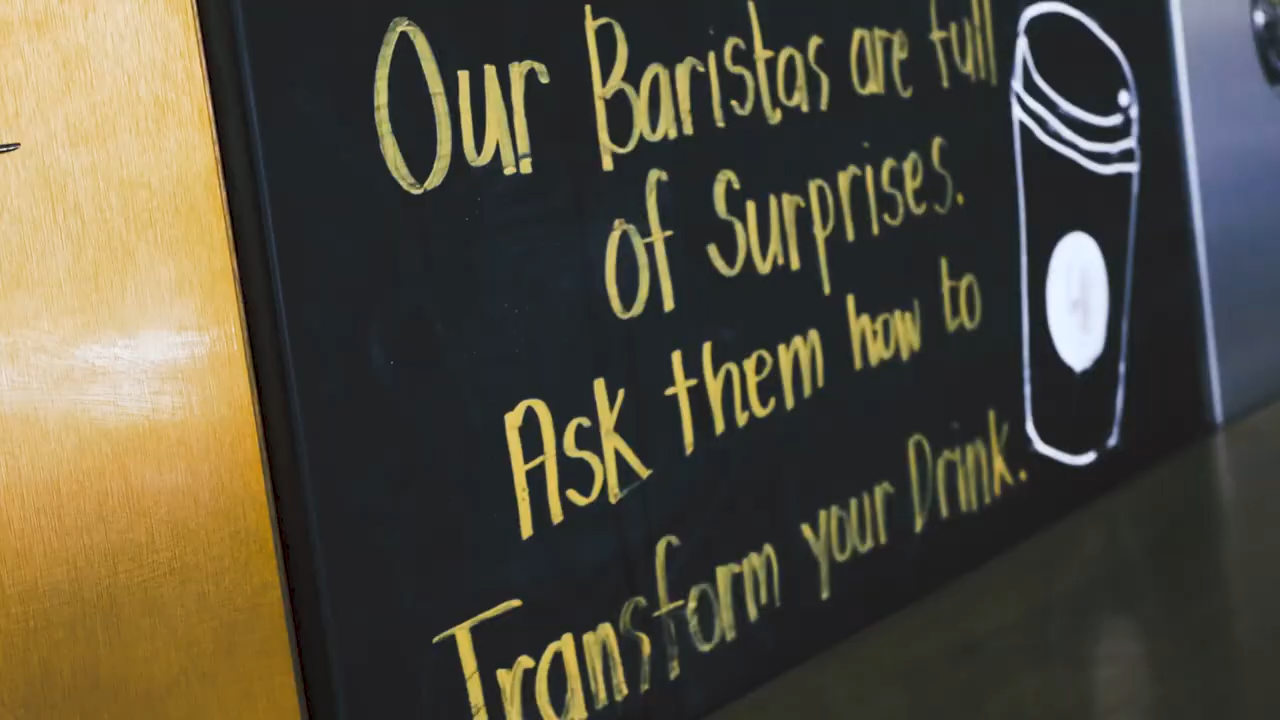 Our Baristas are full
of Surprises.
Ask them how to
Transform your Drink.